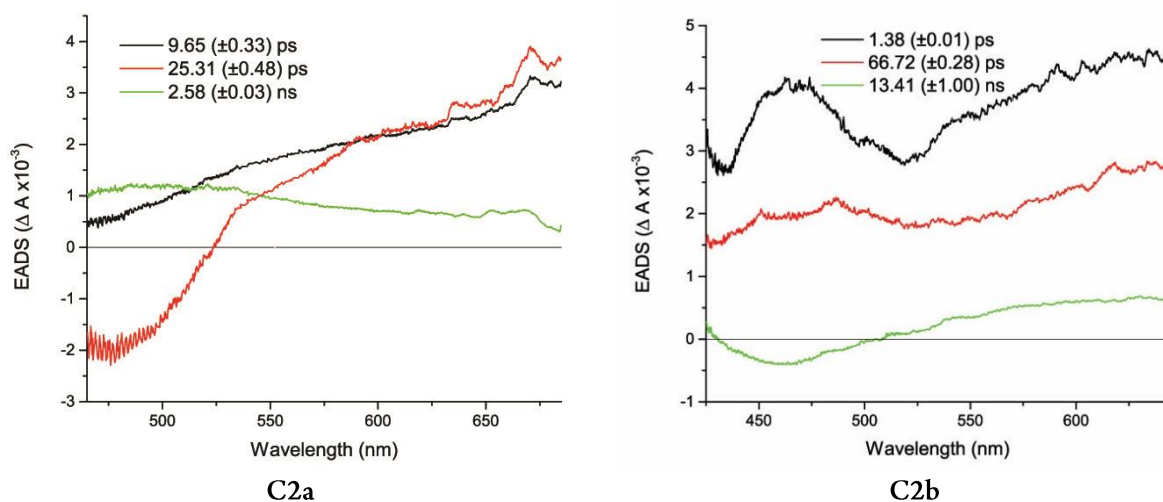 9.65 (±0.33) ps
25.31 (±0.48) ps
2.58 (±0.03) ns
EADS (Δ A x10⁻³)
4
3
2
1
0
-1
-2
-3
500
550
600
650
Wavelength (nm)
C2a
1.38 (±0.01) ps
66.72 (±0.28) ps
13.41 (±1.00) ns
EADS (Δ A x10⁻³)
5
4
3
2
1
0
-1
450
500
550
600
Wavelength (nm)
C2b